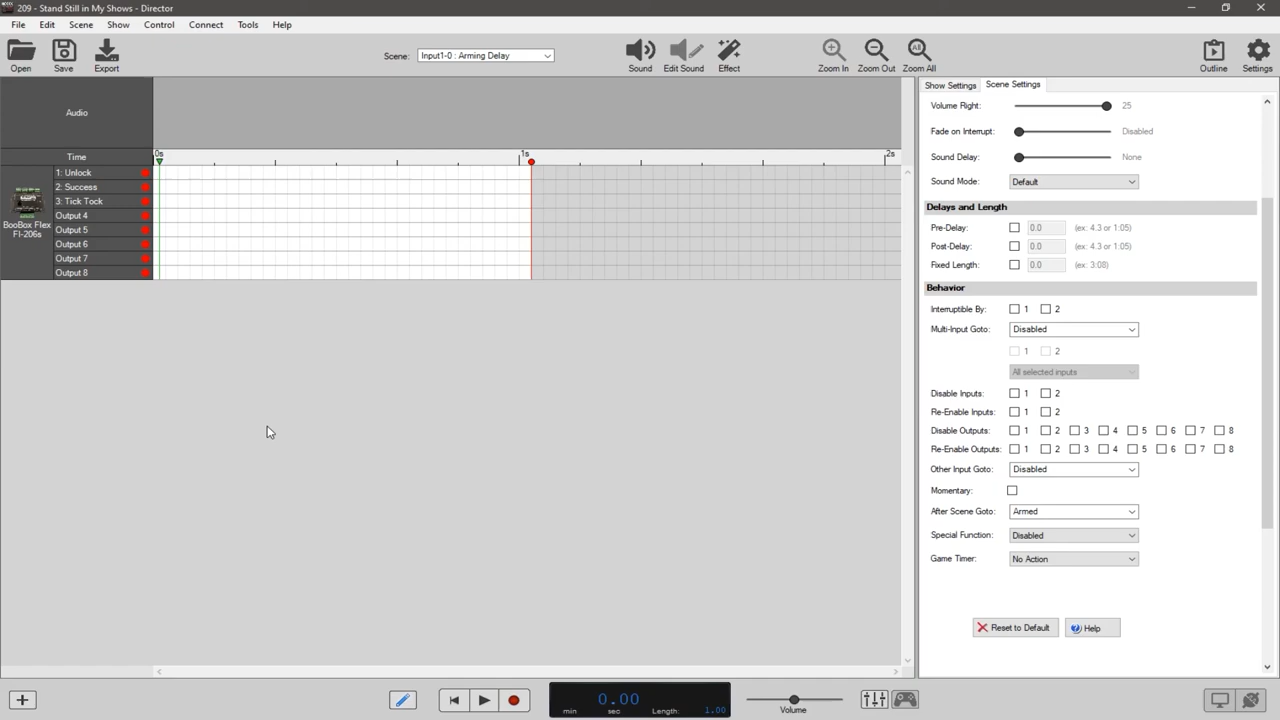 209 - Stand Still in My Shows - Director
File Edit Scene Show Control Connect Tools Help
Open Save Export Scene: Input1-0 : Arming Delay Sound Edit Sound Effect Zoom In Zoom Out All Zoom All Outline Settings
Audio
Time 0s 1s 2s
BooBox Flex
FI-206s
1: Unlock
2: Success
3: Tick Tock
Output 4
Output 5
Output 6
Output 7
Output 8
Show Settings Scene Settings
Volume Right: 25
Fade on Interrupt: Disabled
Sound Delay: None
Sound Mode: Default
Delays and Length
Pre-Delay: 0.0 (ex: 4.3 or 1:05)
Post-Delay: 0.0 (ex: 4.3 or 1:05)
Fixed Length: 0.0 (ex: 3:08)
Behavior
Interruptible By: 1 2
Multi-Input Goto: Disabled
1 2
All selected inputs
Disable Inputs: 1 2
Re-Enable Inputs: 1 2
Disable Outputs: 1 2 3 4 5 6 7 8
Re-Enable Outputs: 1 2 3 4 5 6 7 8
Other Input Goto: Disabled
Momentary:
After Scene Goto: Armed
Special Function: Disabled
Game Timer: No Action
Reset to Default Help
0.00
min sec Length: 1.00
Volume